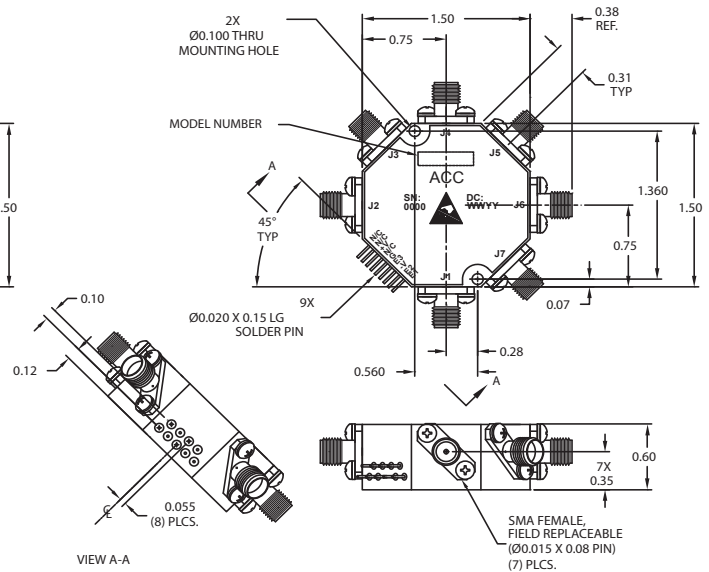 2X
Ø0.100 THRU
MOUNTING HOLE
1.50
0.75
0.38
REF.
0.31
TYP
MODEL NUMBER
J4
J3
J5
ACC
A
SN:
0000
DC:
WWYY
J2
J6
1.360
1.50
.50
45°
TYP
0.75
J7
J1
0.10
9X
Ø0.020 X 0.15 LG
SOLDER PIN
0.07
0.28
0.560
A
0.12
0.60
7X
0.35
0.055
(8) PLCS.
SMA FEMALE,
FIELD REPLACEABLE
(Ø0.015 X 0.08 PIN)
(7) PLCS.
VIEW A-A